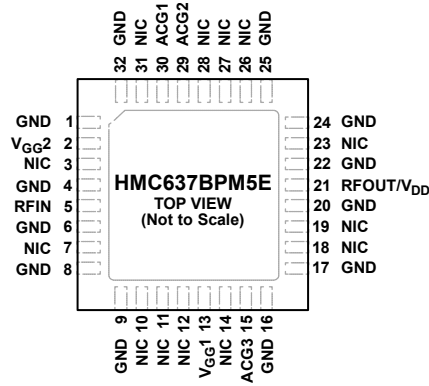 GND 32
NIC 31
ACG1 30
ACG2 29
NIC 28
NIC 27
NIC 26
GND 25
GND 1
VGG2 2
NIC 3
GND 4
RFIN 5
GND 6
NIC 7
GND 8
HMC637BPM5E
TOP VIEW
(Not to Scale)
24 GND
23 NIC
22 GND
21 RFOUT/VDD
20 GND
19 NIC
18 NIC
17 GND
GND 9
NIC 10
NIC 11
NIC 12
VGG1 13
NIC 14
ACG3 15
GND 16